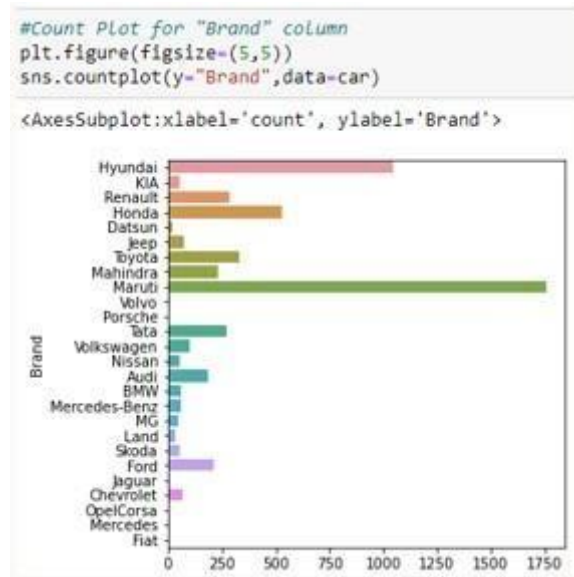 #Count Plot for "Brand" column
plt.figure(figsize=(5,5))
sns.countplot(y="Brand",data=car)
<AxesSubplot:xlabel='count', ylabel='Brand'>
Hyundai
KIA
Renault
Honda
Datsun
Jeep
Toyota
Mahindra
Maruti
Volvo
Porsche
Tata
Volkswagen
Nissan
Audi
BMW
Mercedes-Benz
MG
Land
Skoda
Ford
Jaguar
Chevrolet
OpelCorsa
Mercedes
Fiat
Brand
0 250 500 750 1000 1250 1500 1750